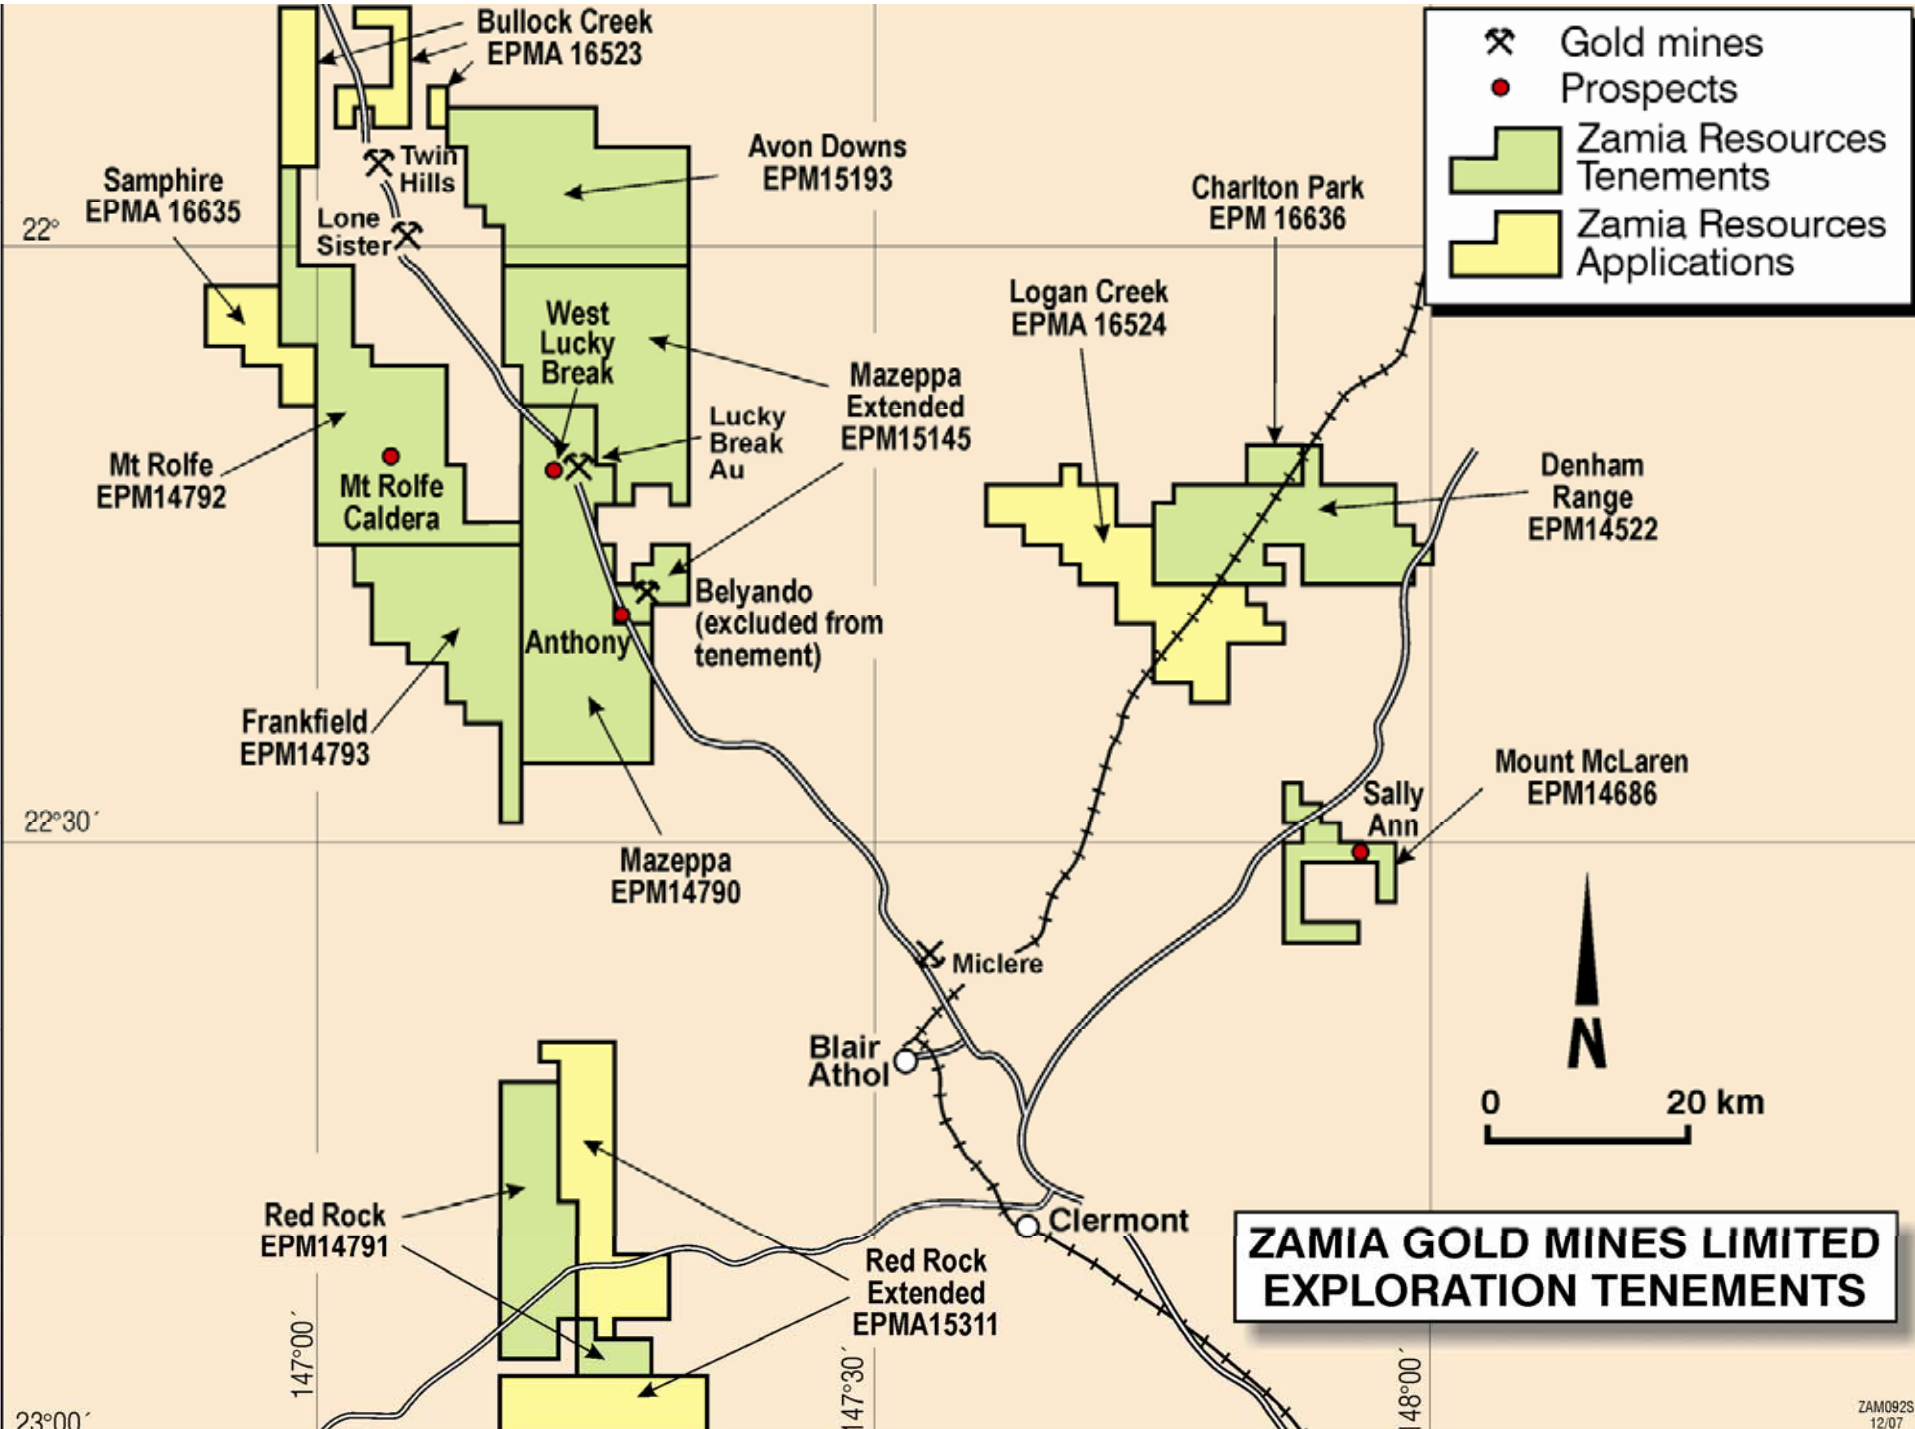 Bullock Creek
EPMA 16523
Gold mines
Prospects
Zamia Resources
Tenements
Zamia Resources
Applications
Twin
Hills
Avon Downs
EPM15193
Samphire
EPMA 16635
Charlton Park
EPM 16636
Lone
Sister
22°
Logan Creek
EPMA 16524
West
Lucky
Break
Mazeppa
Extended
EPM15145
Lucky
Break
Au
Mt Rolfe
EPM14792
Mt Rolfe
Caldera
Denham
Range
EPM14522
Belyando
(excluded from
tenement)
Anthony
Frankfield
EPM14793
Mount McLaren
EPM14686
Sally
Ann
22°30´
Mazeppa
EPM14790
Miclere
N
Blair
Athol
0 20 km
Red Rock
EPM14791
Clermont
Red Rock
Extended
EPMA15311
ZAMIA GOLD MINES LIMITED
EXPLORATION TENEMENTS
147°00´
147°30´
148°00´
23°00´
ZAM092S
12/07